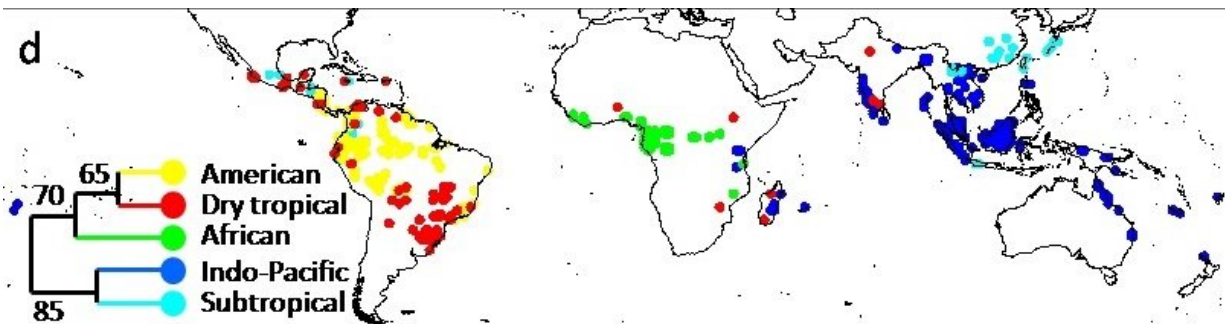 d
65
American
70
Dry tropical
African
Indo-Pacific
85
Subtropical